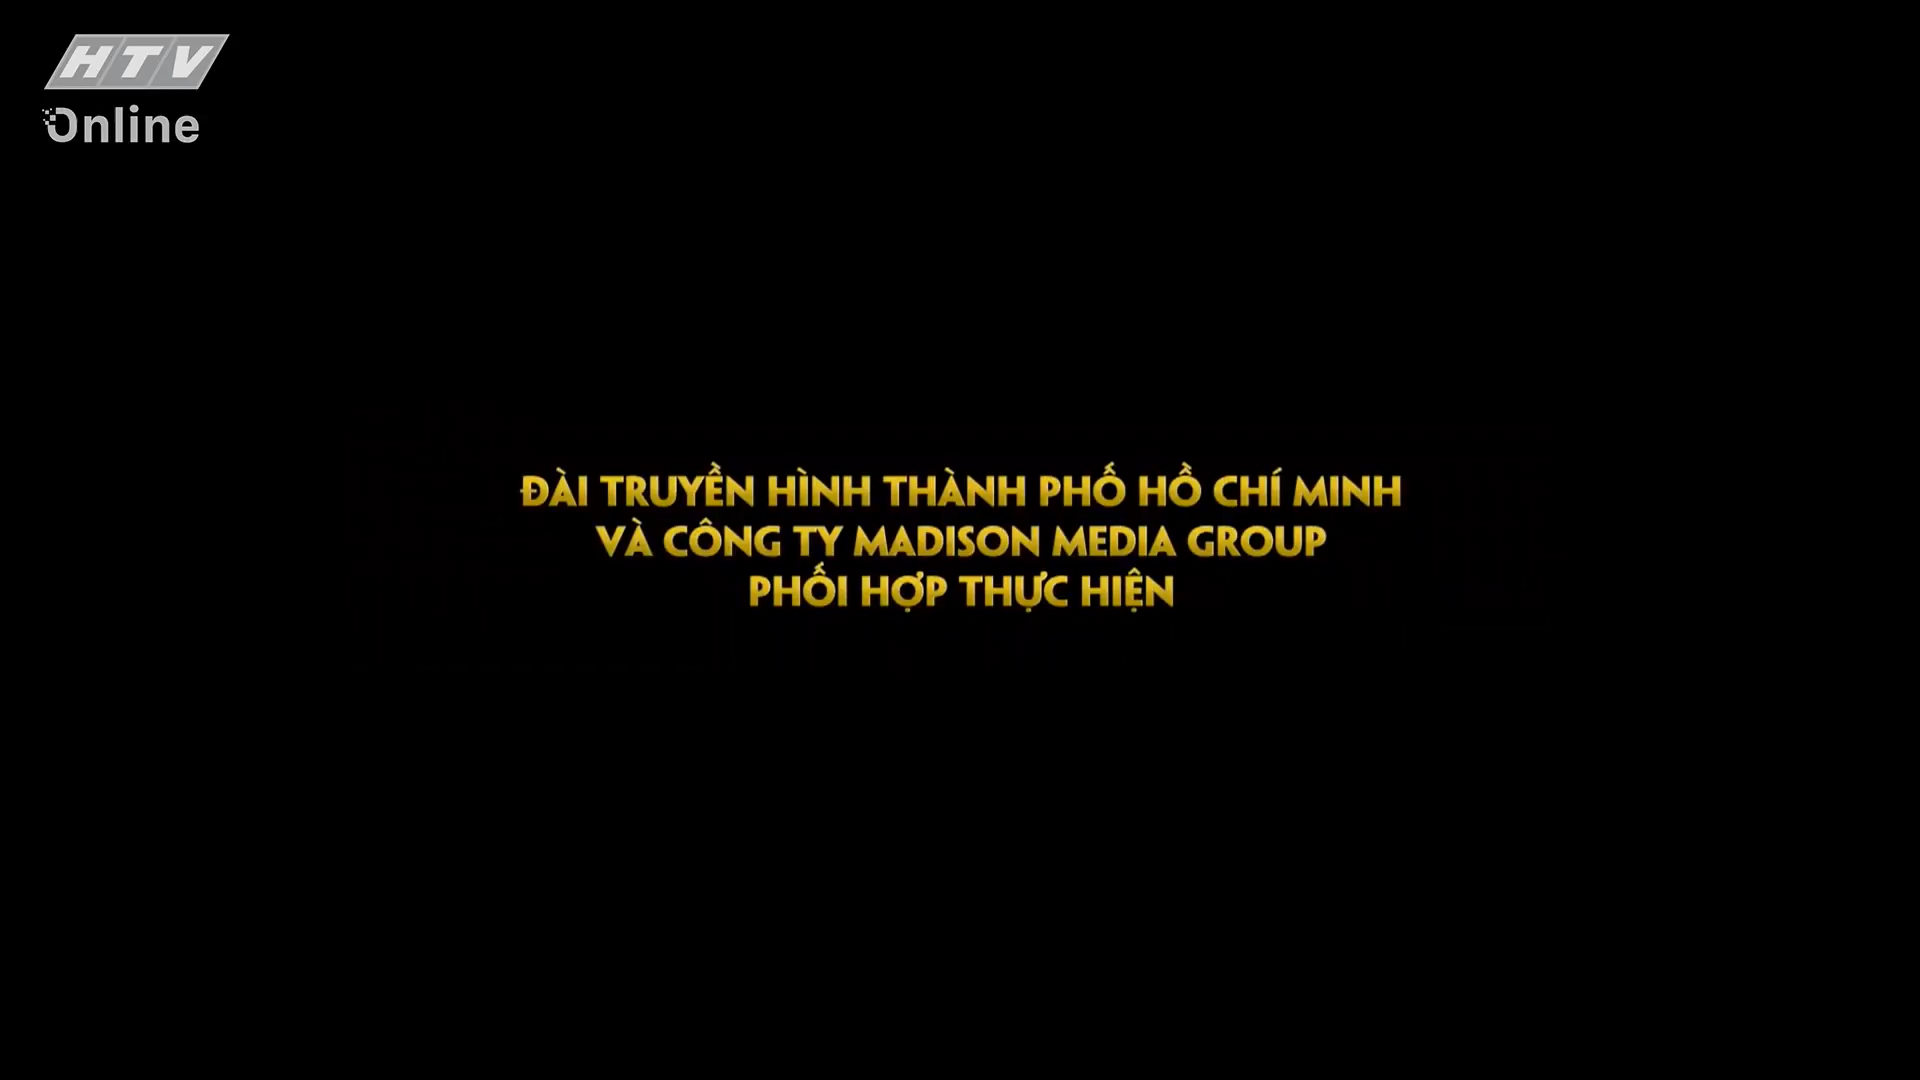 HTV
Online
ĐÀI TRUYỀN HÌNH THÀNH PHỐ HỒ CHÍ MINH
VÀ CÔNG TY MADISON MEDIA GROUP
PHỐI HỢP THỰC HIỆN